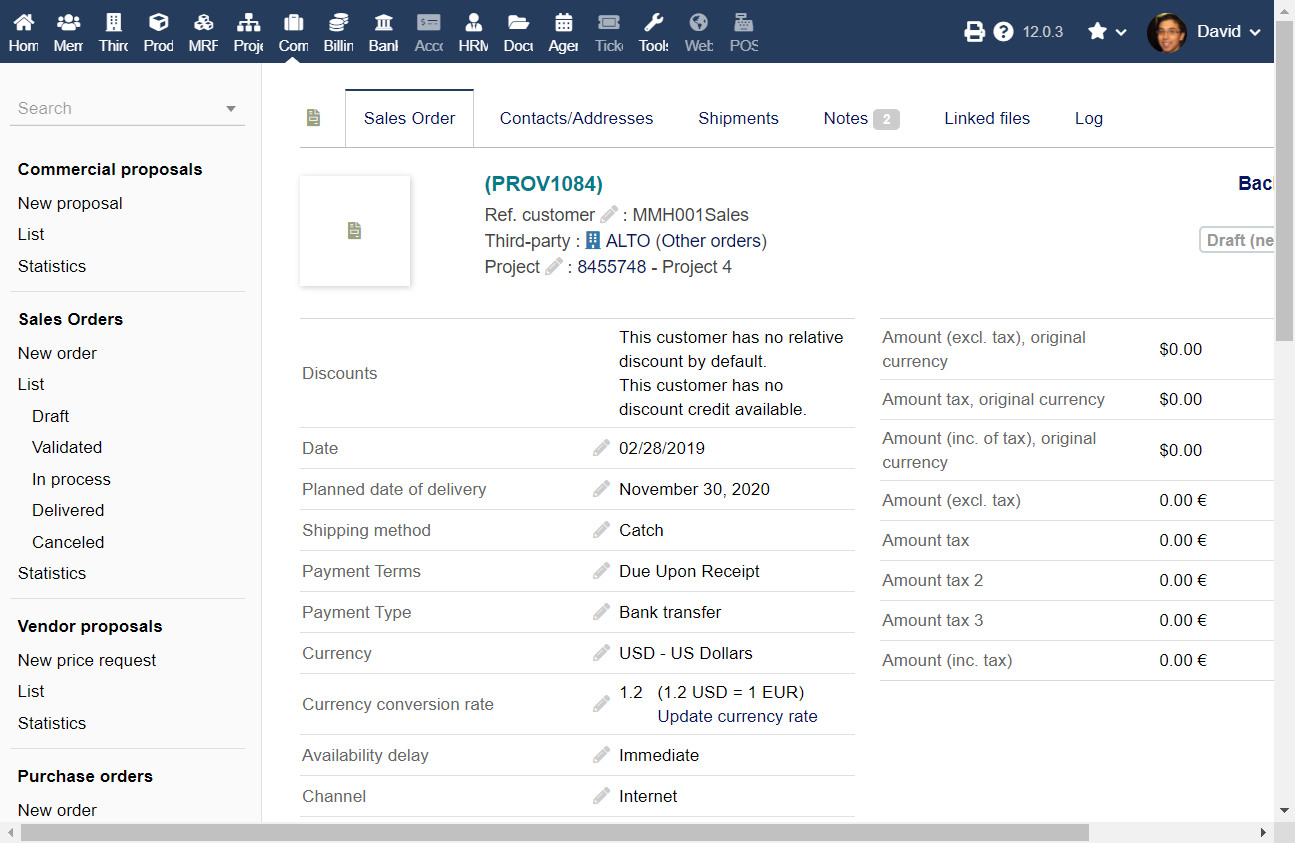 Hom Mem Thirc Prod MRF Proje Com Billin Bank Acco HRM Docu Agen Ticke Tools Web POS 12.0.3 David
Search
Commercial proposals
New proposal
List
Statistics
Sales Orders
New order
List
Draft
Validated
In process
Delivered
Canceled
Statistics
Vendor proposals
New price request
List
Statistics
Purchase orders
New order
Sales Order Contacts/Addresses Shipments Notes 2 Linked files Log
(PROV1084) Bac
Ref. customer : MMH001Sales
Third-party : ALTO (Other orders) Draft (ne
Project : 8455748 - Project 4
Discounts This customer has no relative
discount by default.
This customer has no
discount credit available.
Date 02/28/2019
Planned date of delivery November 30, 2020
Shipping method Catch
Payment Terms Due Upon Receipt
Payment Type Bank transfer
Currency USD - US Dollars
Currency conversion rate 1.2 (1.2 USD = 1 EUR)
Update currency rate
Availability delay Immediate
Channel Internet
Amount (excl. tax), original
currency $0.00
Amount tax, original currency $0.00
Amount (inc. of tax), original
currency $0.00
Amount (excl. tax) 0.00 €
Amount tax 0.00 €
Amount tax 2 0.00 €
Amount tax 3 0.00 €
Amount (inc. tax) 0.00 €